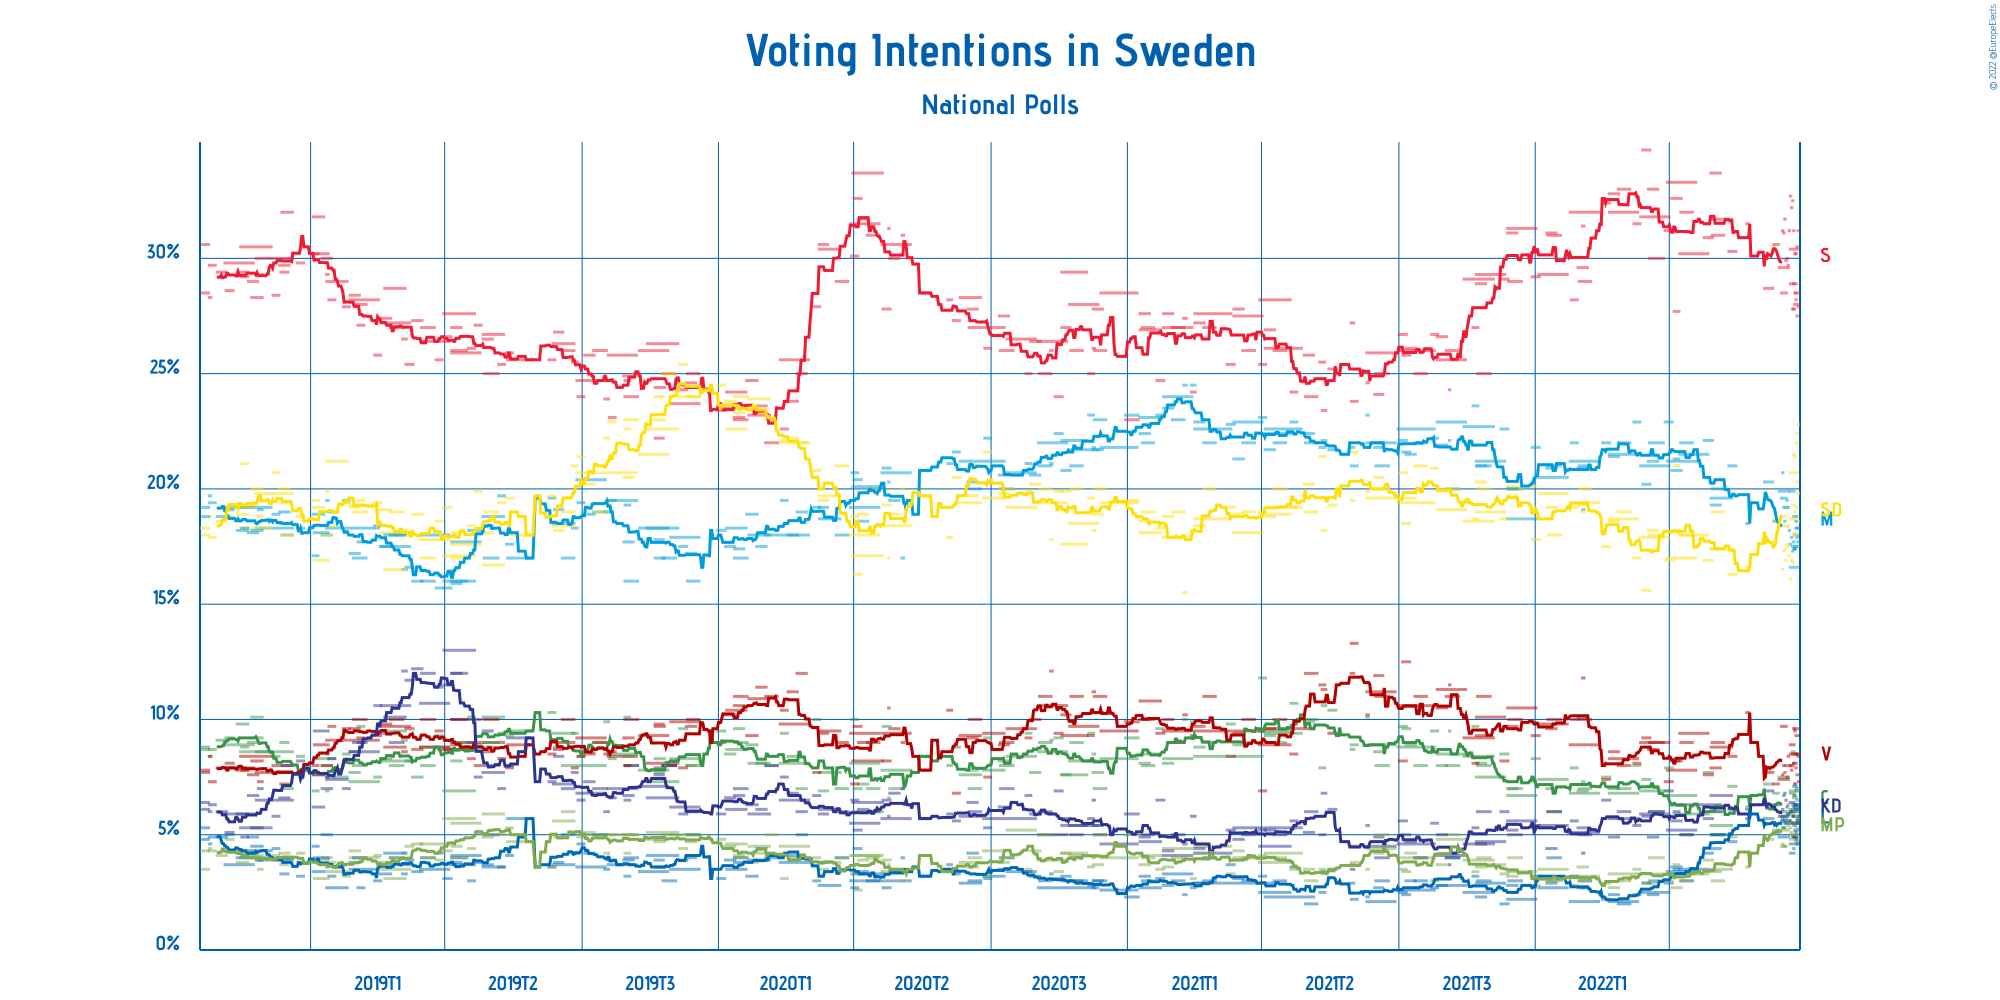 © 2022 @EuropeElects
Voting Intentions in Sweden
National Polls
30%
25%
20%
15%
10%
5%
0%
S
SD
M
V
C
KD
L
MP
2019T1
2019T2
2019T3
2020T1
2020T2
2020T3
2021T1
2021T2
2021T3
2022T1